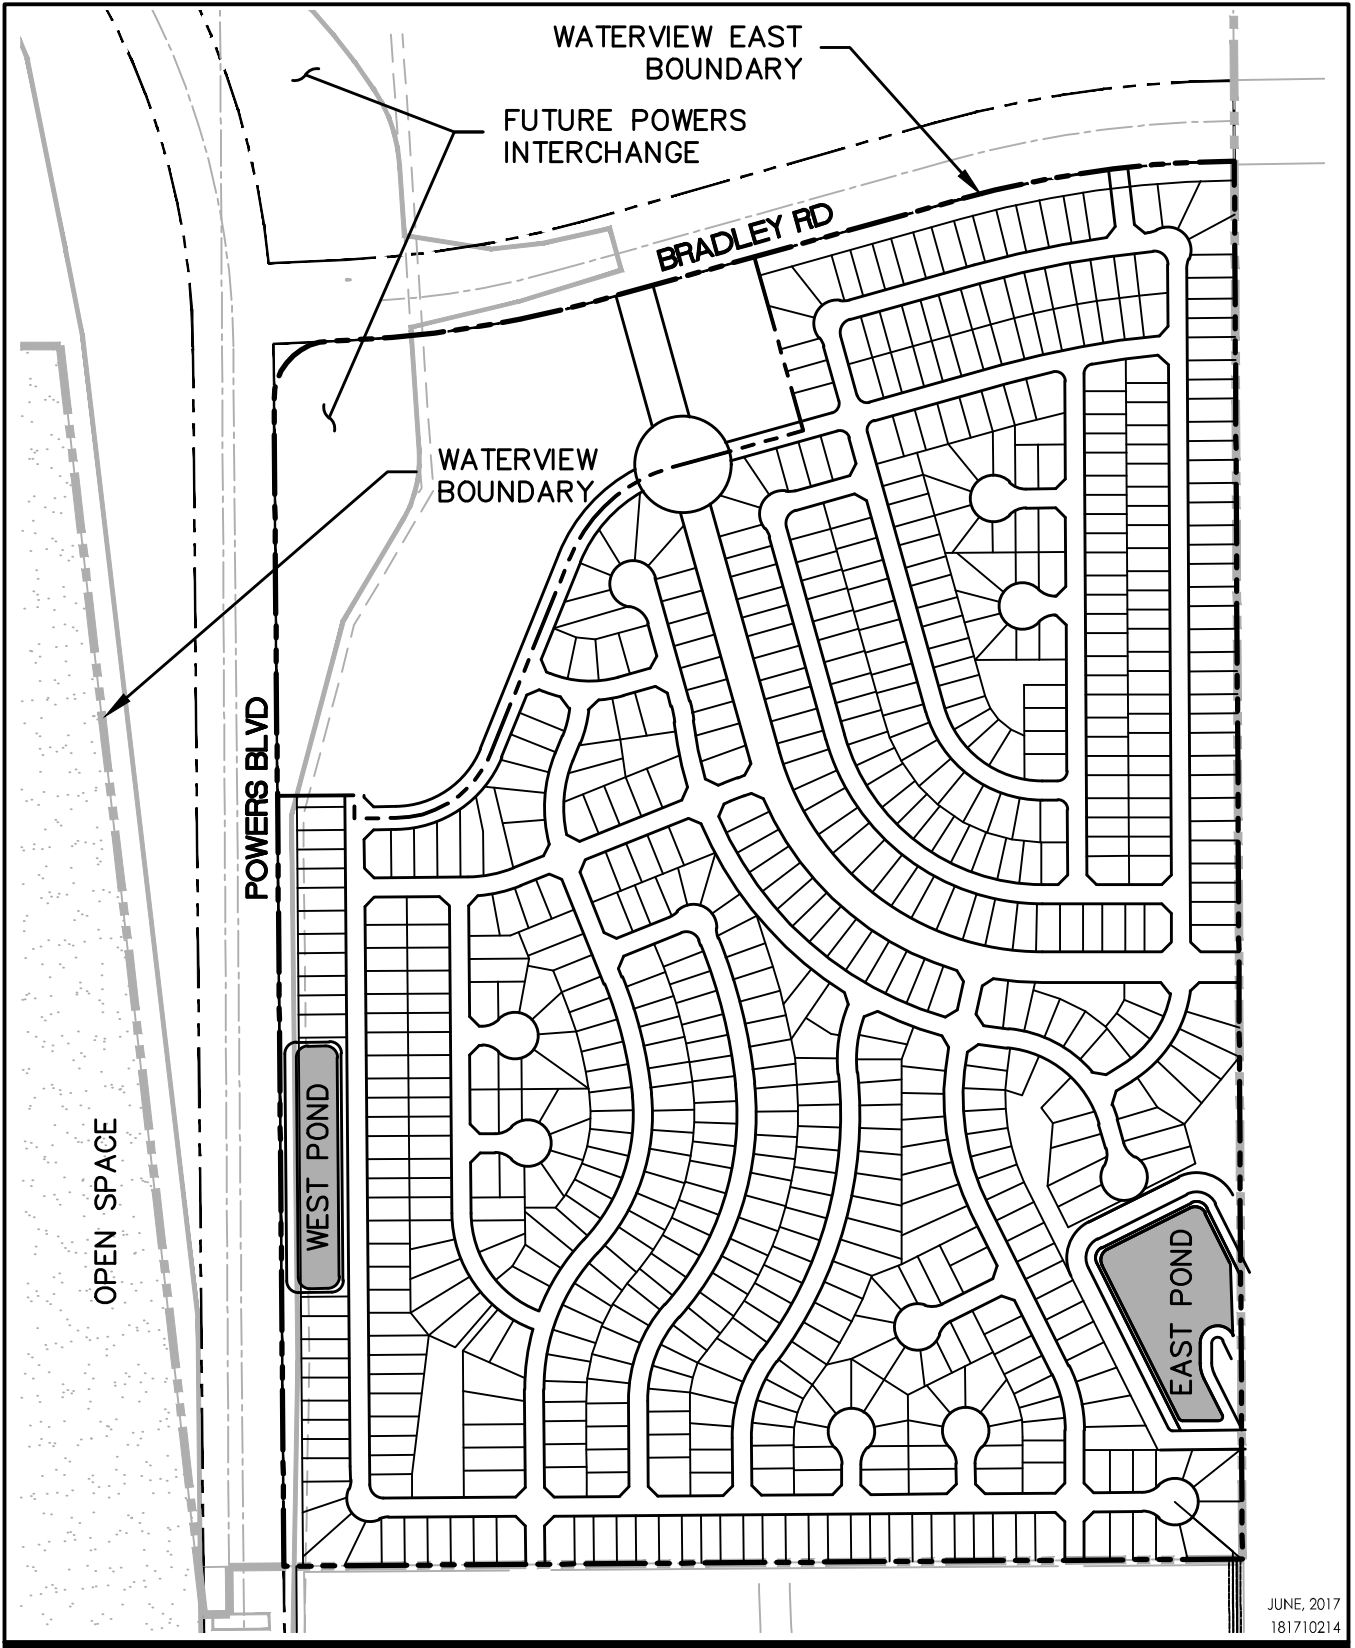 WATERVIEW EAST
BOUNDARY
FUTURE POWERS
INTERCHANGE
BRADLEY RD
WATERVIEW
BOUNDARY
POWERS BLVD
WEST POND
OPEN SPACE
EAST POND
JUNE, 2017
181710214